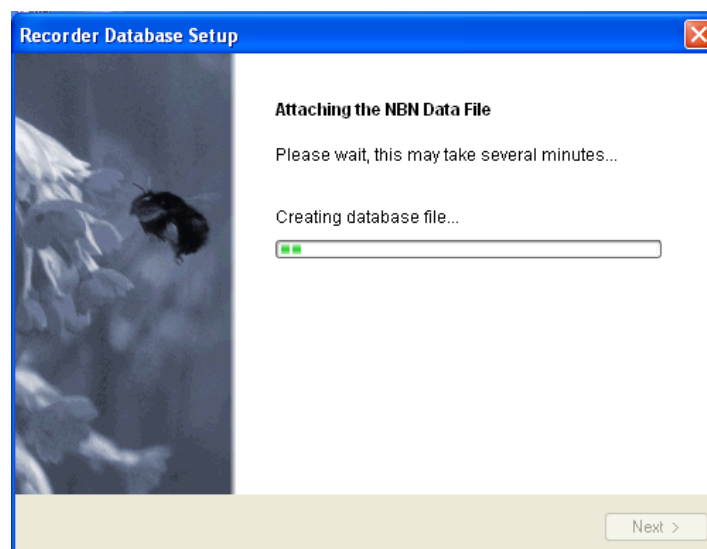 Recorder Database Setup
Attaching the NBN Data File
Please wait, this may take several minutes...
Creating database file...
Next >